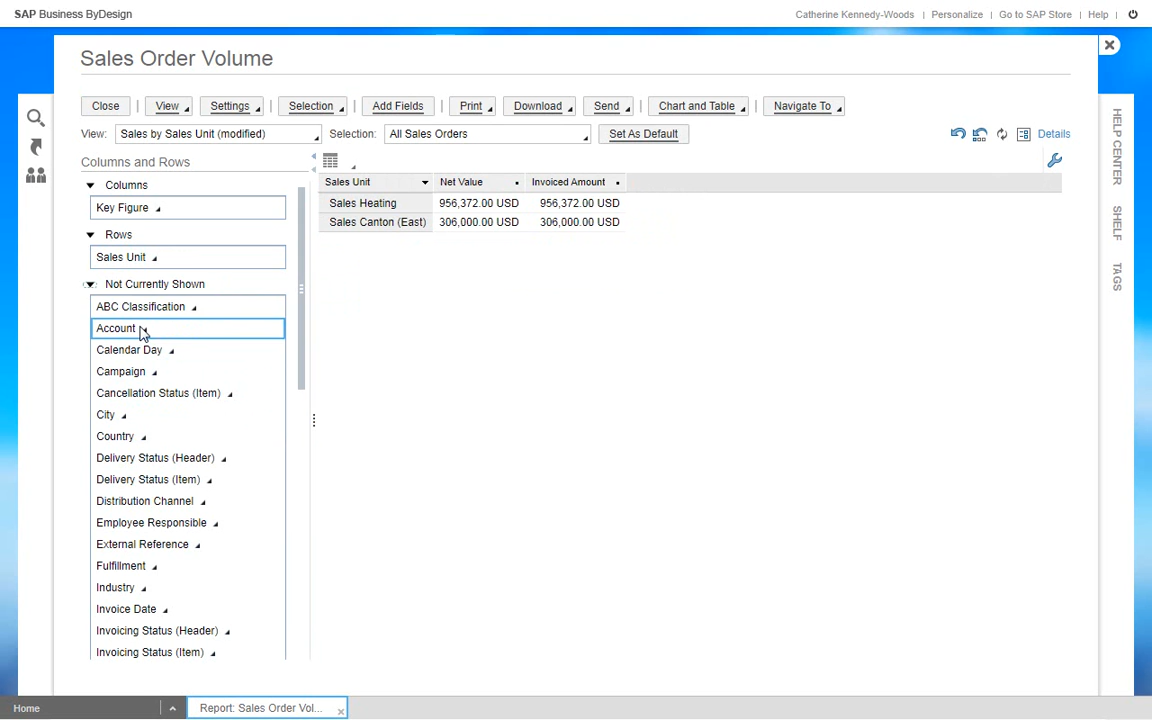 SAP Business ByDesign
Catherine Kennedy-Woods | Personalize | Go to SAP Store | Help |
Sales Order Volume
Close | View | Settings | Selection | Add Fields | Print | Download | Send | Chart and Table | Navigate To
View: Sales by Sales Unit (modified) Selection: All Sales Orders Set As Default Details
Columns and Rows
Columns
Key Figure
Rows
Sales Unit
Not Currently Shown
ABC Classification
Account
Calendar Day
Campaign
Cancellation Status (Item)
City
Country
Delivery Status (Header)
Delivery Status (Item)
Distribution Channel
Employee Responsible
External Reference
Fulfillment
Industry
Invoice Date
Invoicing Status (Header)
Invoicing Status (Item)
Sales Unit Net Value Invoiced Amount
Sales Heating 956,372.00 USD 956,372.00 USD
Sales Canton (East) 306,000.00 USD 306,000.00 USD
HELP CENTER
SHELF
TAGS
Home
Report: Sales Order Vol...